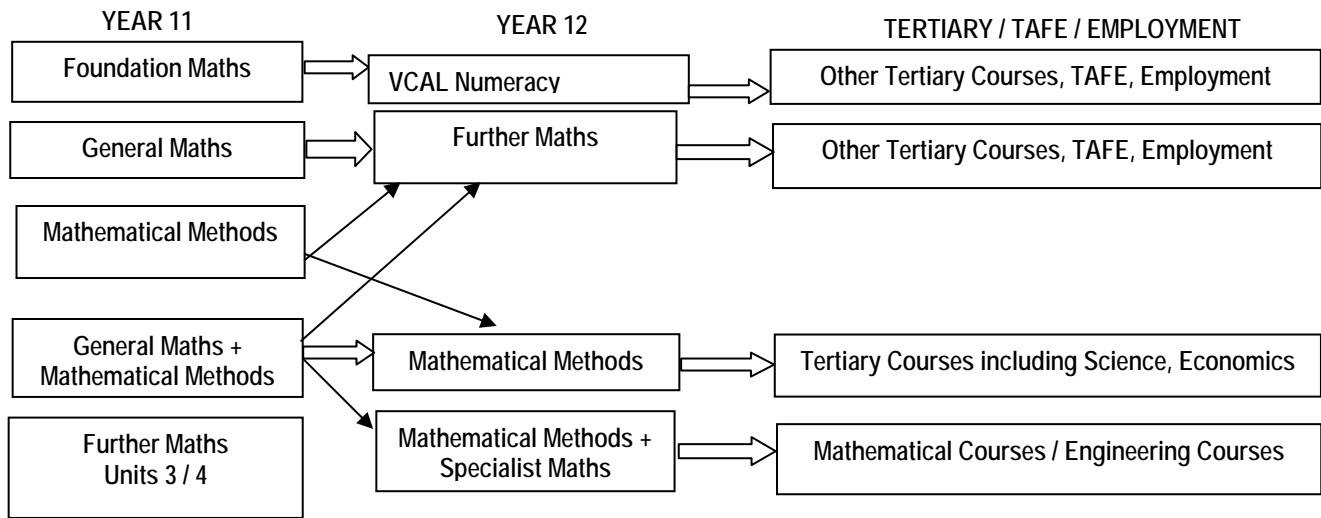 YEAR 11
YEAR 12
TERTIARY / TAFE / EMPLOYMENT
Foundation Maths
VCAL Numeracy
Other Tertiary Courses, TAFE, Employment
General Maths
Further Maths
Other Tertiary Courses, TAFE, Employment
Mathematical Methods
General Maths +
Mathematical Methods
Mathematical Methods
Tertiary Courses including Science, Economics
Further Maths
Units 3 / 4
Mathematical Methods +
Specialist Maths
Mathematical Courses / Engineering Courses